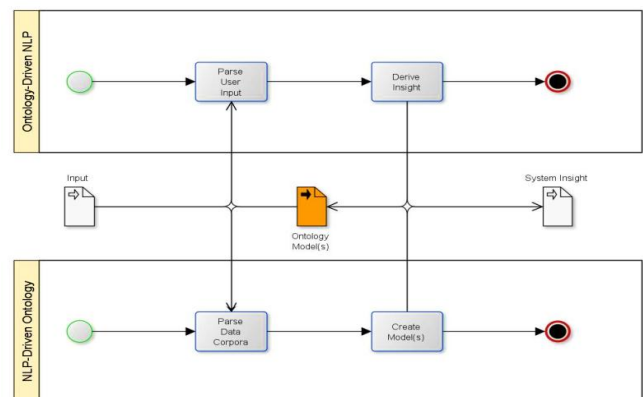 Ontology-Driven NLP
Parse
User
Input
Derive
Insight
Input
System Insight
Ontology
Model(s)
NLP-Driven Ontology
Parse
Data
Corpora
Create
Model(s)